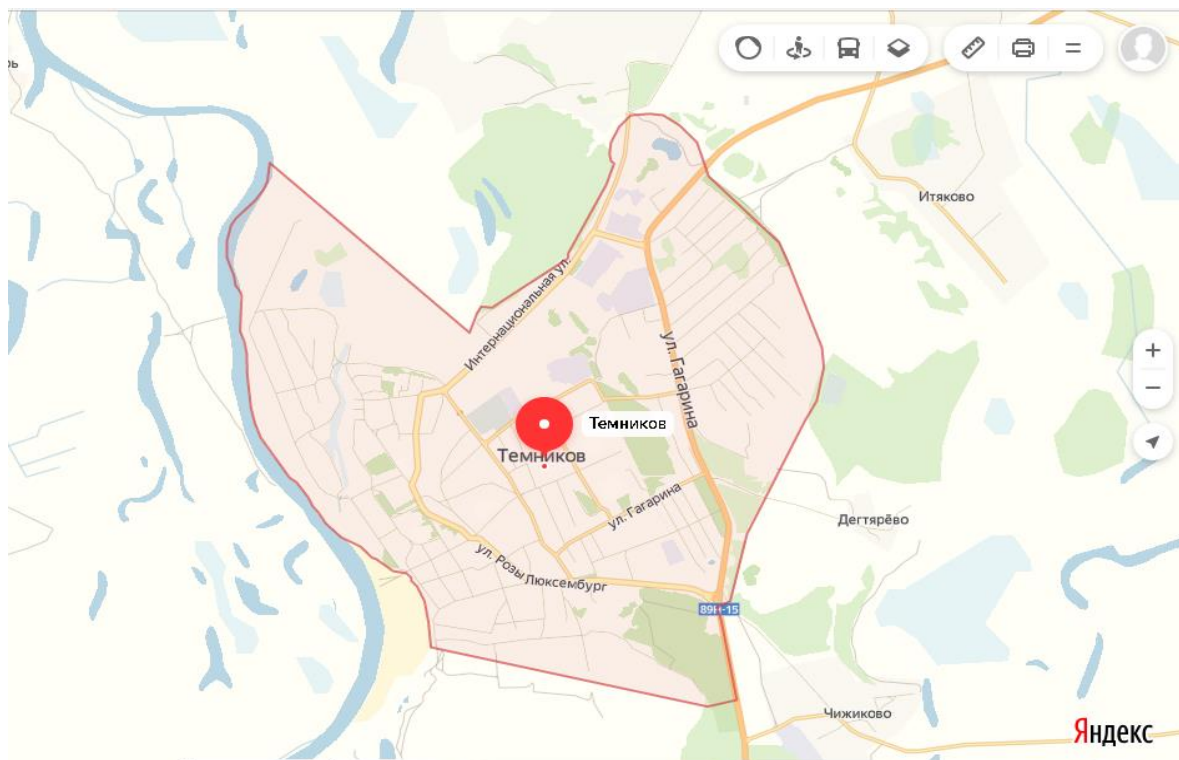 Итяково
Интернациональная ул.
ул. Гагарина
Темников
Темников
ул. Гагарина
Дегтярёво
ул. Розы Люксембург
89Н-15
Чижиково
Яндекс